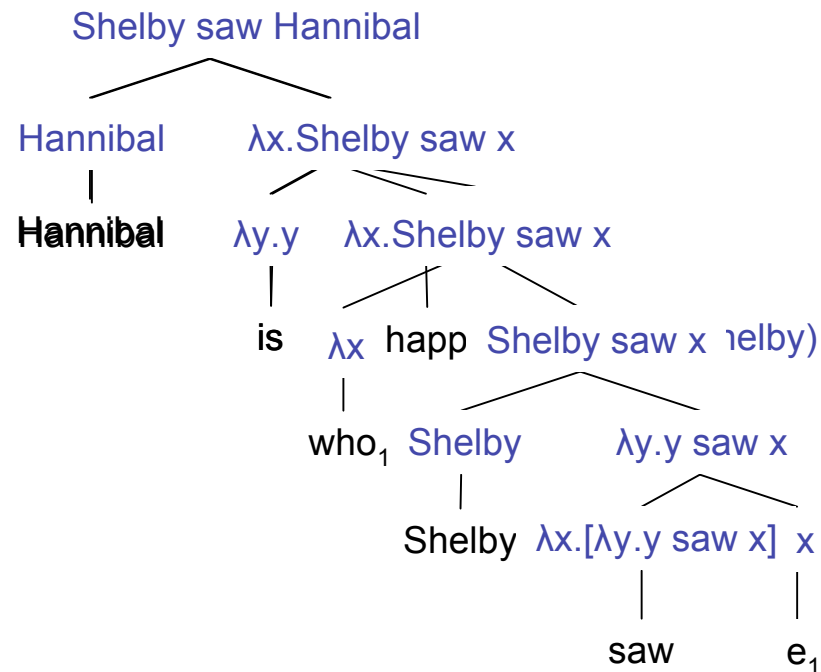 Shelby saw Hannibal
Hannibal λx.Shelby saw x
Hannibal λy.y λx.Shelby saw x
is λx happ Shelby saw x helby)
who₁ Shelby λy.y saw x
Shelby λx.[λy.y saw x] x
saw e₁